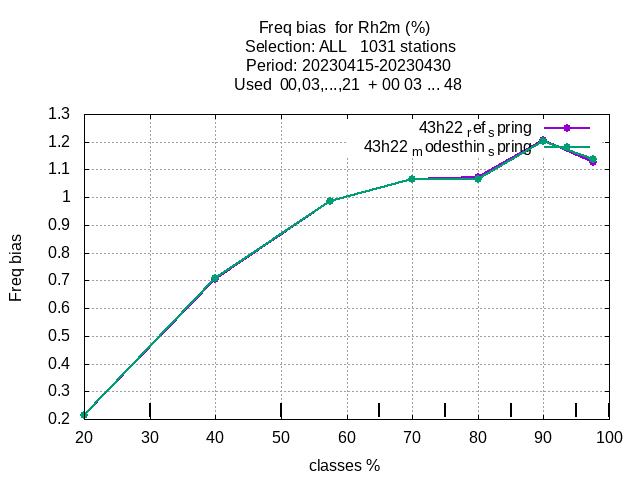 Freq bias  for Rh2m (%)
Selection: ALL   1031 stations
Period: 20230415-20230430
Used  00,03,...,21  + 00 03 ... 48
43h22 ref spring
43h22 modesthin spring
1.3
1.2
1.1
1
0.9
0.8
0.7
0.6
0.5
0.4
0.3
0.2
Freq bias
20 30 40 50 60 70 80 90 100
classes %